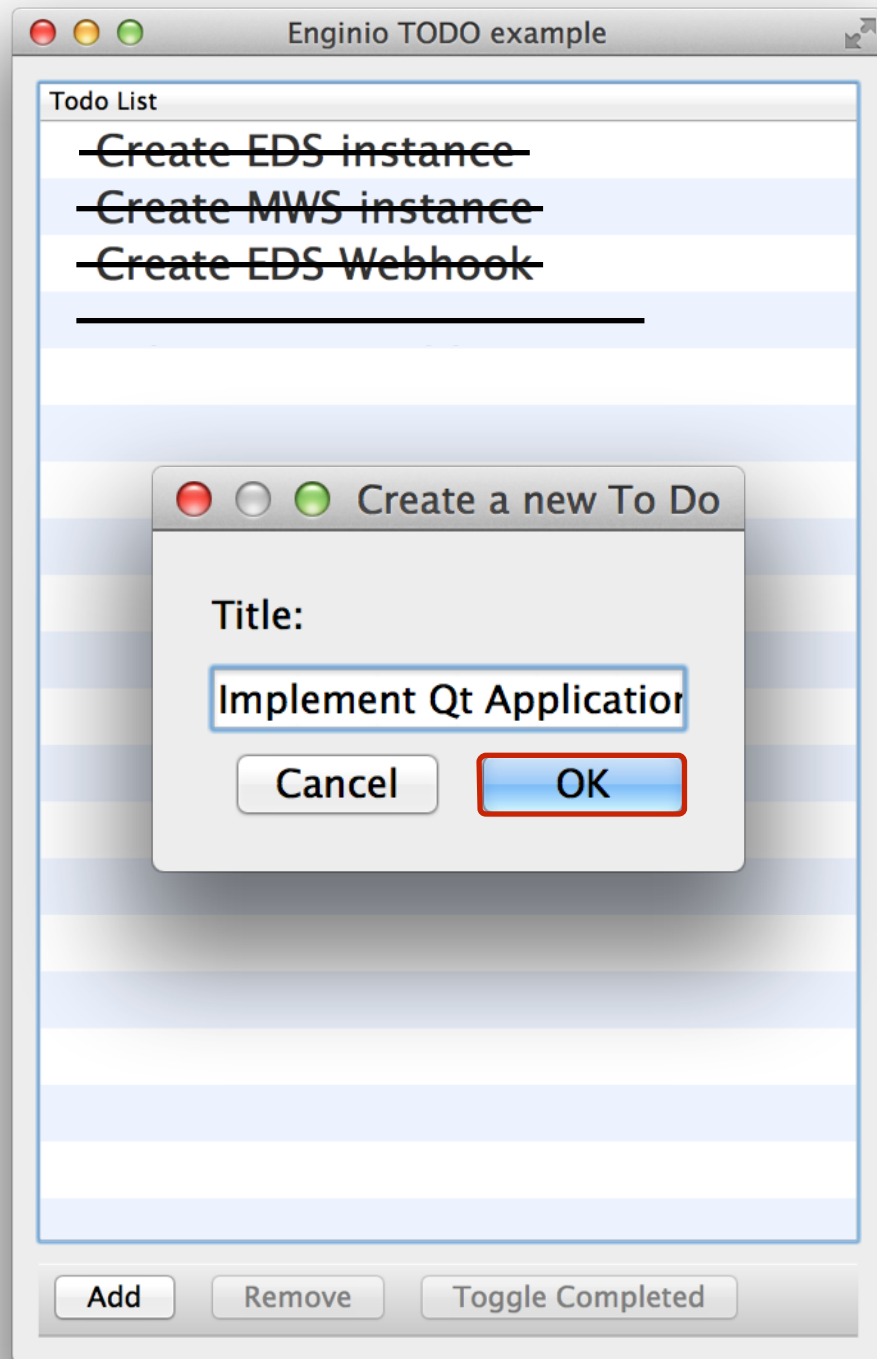 Enginio TODO example
Todo List
Create EDS instance
Create MWS instance
Create EDS Webhook
Create a new To Do
Title:
Implement Qt Application
Cancel
OK
Add
Remove
Toggle Completed